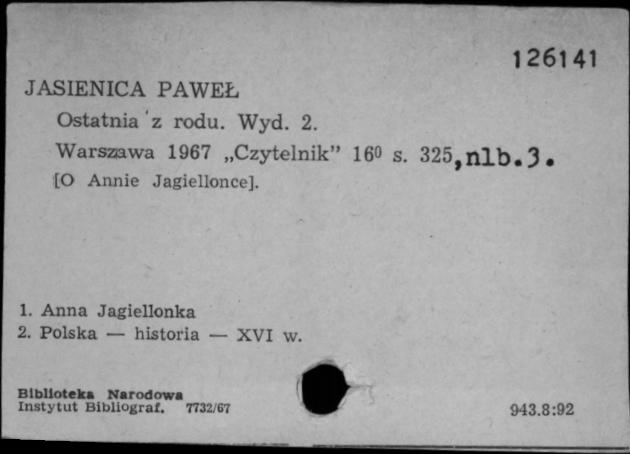 126141
JASIENICA PAWEŁ
Ostatnia z rodu. Wyd. 2.
Warszawa 1967 „Czytelnik” 16⁰ s. 325,nlb.3.
[O Annie Jagiellonce].
1. Anna Jagiellonka
2. Polska — historia — XVI w.
Biblioteka Narodowa
Instytut Bibliograf. 7732/67
943.8:92